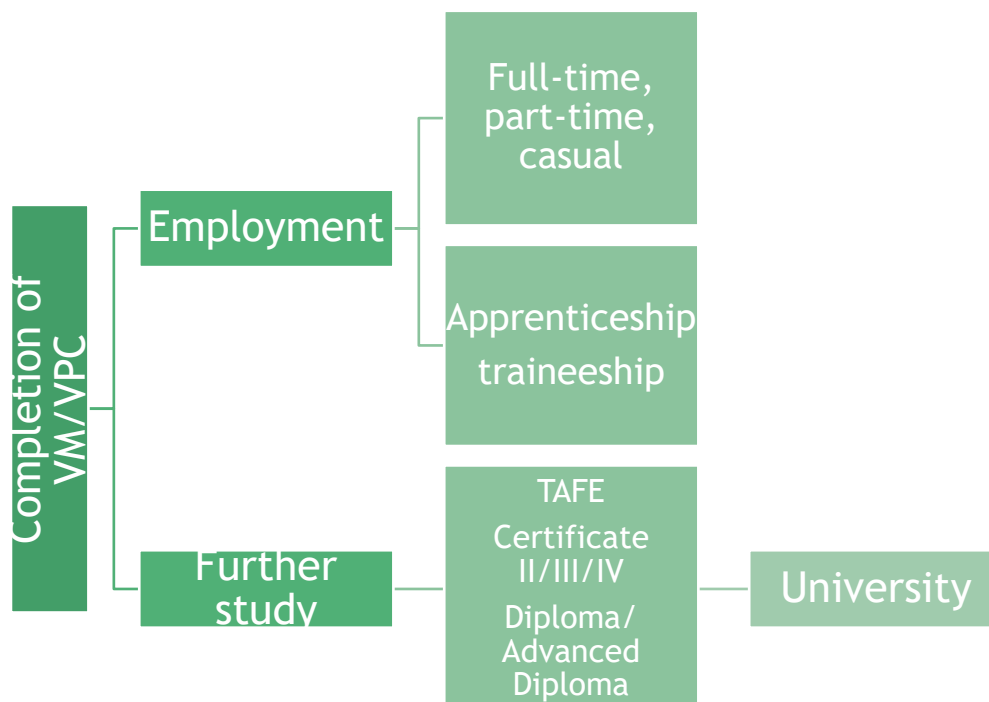 Completion of
VM/VPC
Employment
Full-time,
part-time,
casual
Apprenticeship
traineeship
Further
study
TAFE
Certificate
II/III/IV
Diploma/
Advanced
Diploma
University